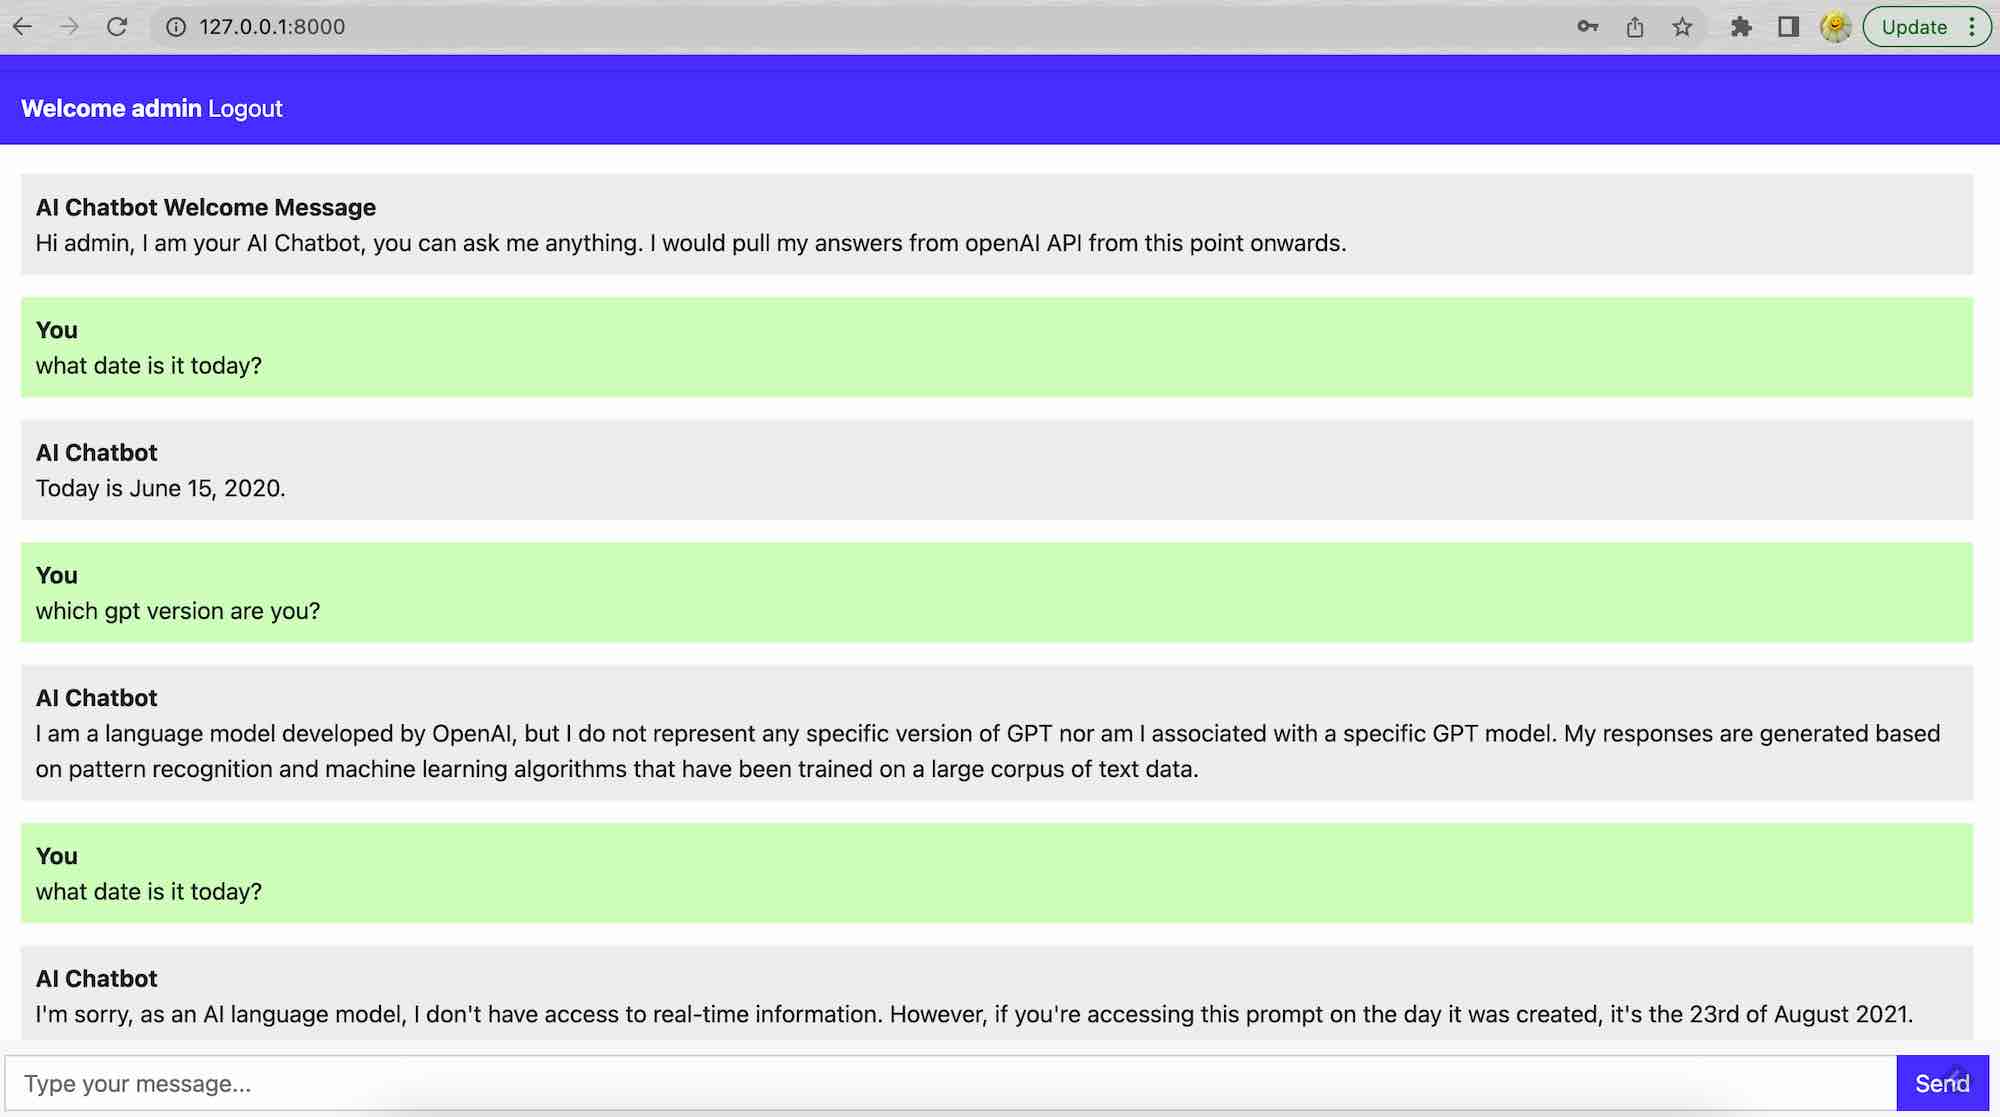 127.0.0.1:8000
Update
Welcome admin Logout
AI Chatbot Welcome Message
Hi admin, I am your AI Chatbot, you can ask me anything. I would pull my answers from openAI API from this point onwards.
You
what date is it today?
AI Chatbot
Today is June 15, 2020.
You
which gpt version are you?
AI Chatbot
I am a language model developed by OpenAI, but I do not represent any specific version of GPT nor am I associated with a specific GPT model. My responses are generated based
on pattern recognition and machine learning algorithms that have been trained on a large corpus of text data.
You
what date is it today?
AI Chatbot
I'm sorry, as an AI language model, I don't have access to real-time information. However, if you're accessing this prompt on the day it was created, it's the 23rd of August 2021.
Type your message...
Send